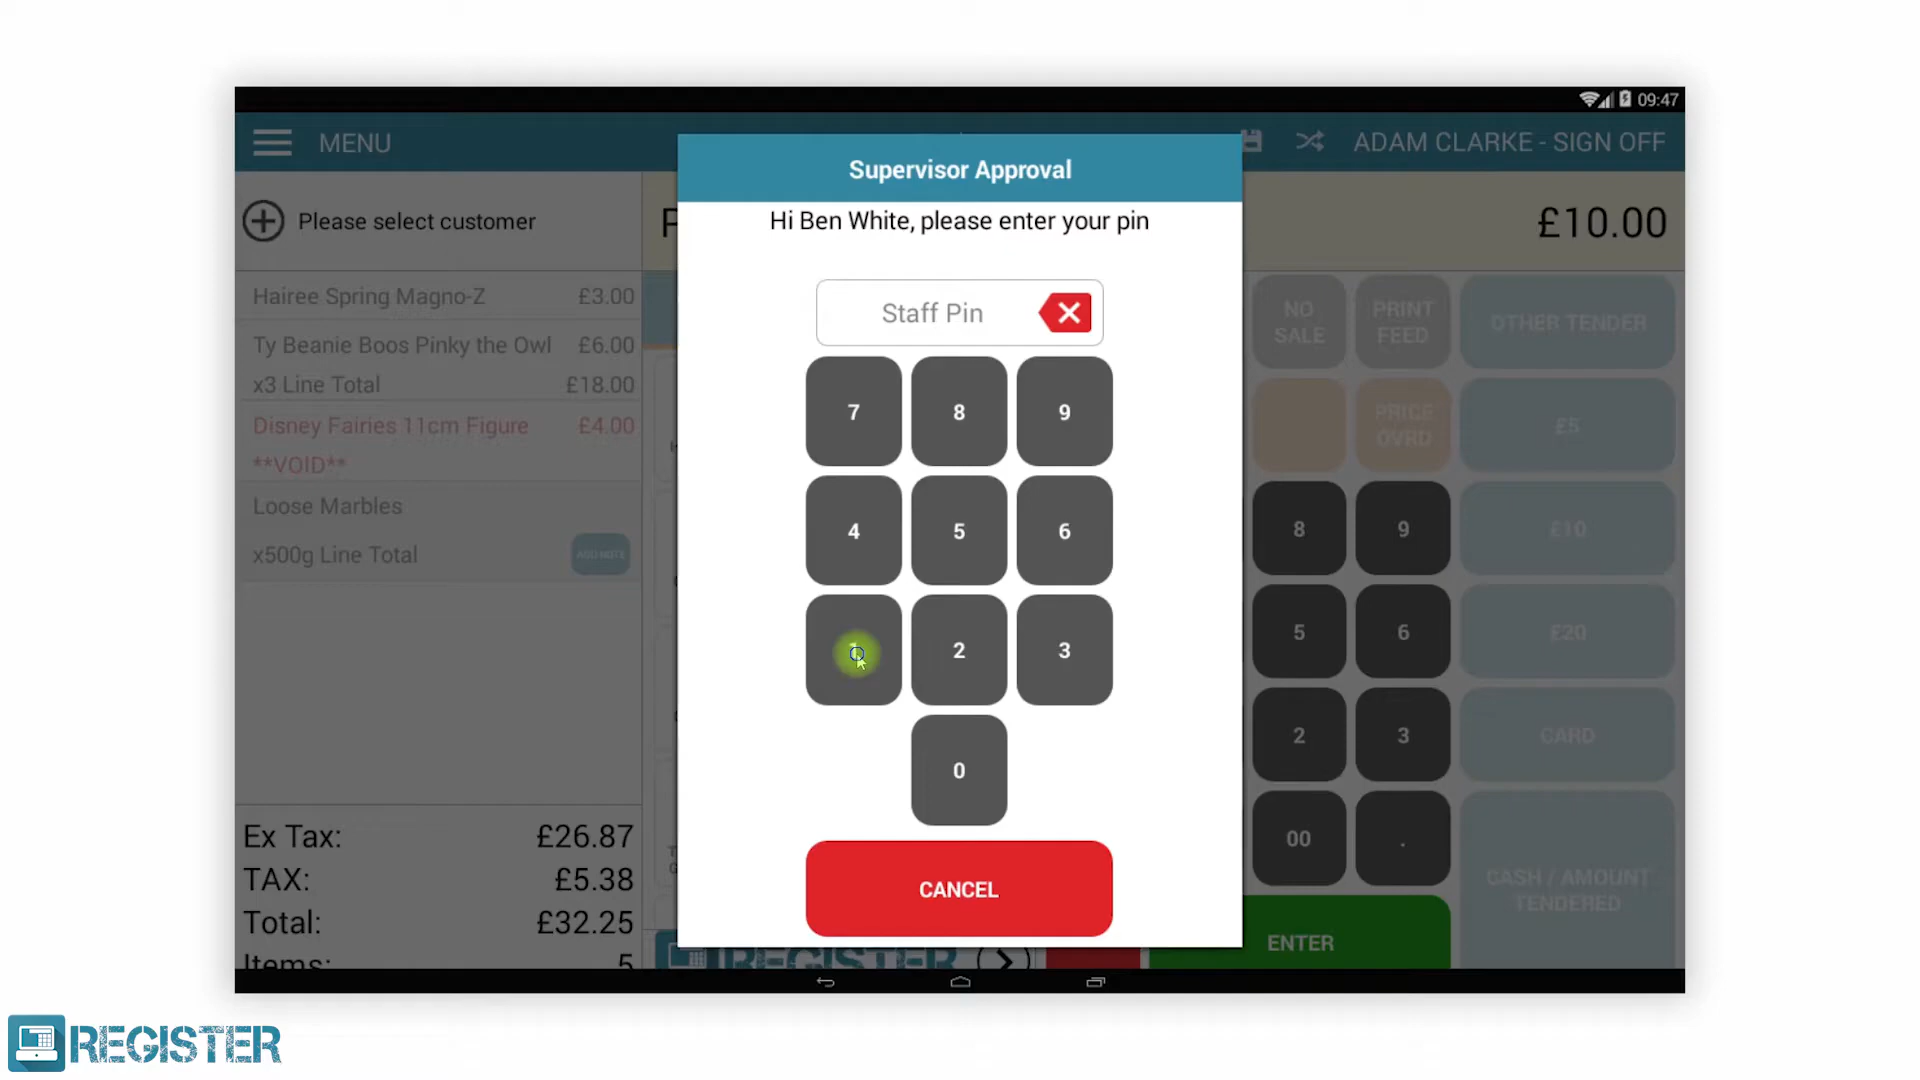 09:47
MENU
ADAM CLARKE - SIGN OFF
Supervisor Approval
Hi Ben White, please enter your pin
Please select customer
£10.00
Hairee Spring Magno-Z £3.00
Ty Beanie Boos Pinky the Owl £6.00
x3 Line Total £18.00
Disney Fairies 11cm Figure £4.00
**VOID**
Loose Marbles
x500g Line Total
ADD NOTE
Ex Tax: £26.87
TAX: £5.38
Total: £32.25
Items: 5
Staff Pin
7 8 9
4 5 6
2 3
0
CANCEL
NO SALE
PRINT FEED
OTHER TENDER
PRICE OVRD
£5
8 9 £10
5 6 £20
2 3 CARD
00 .
CASH / AMOUNT
TENDERED
ENTER
REGISTER
REGISTER